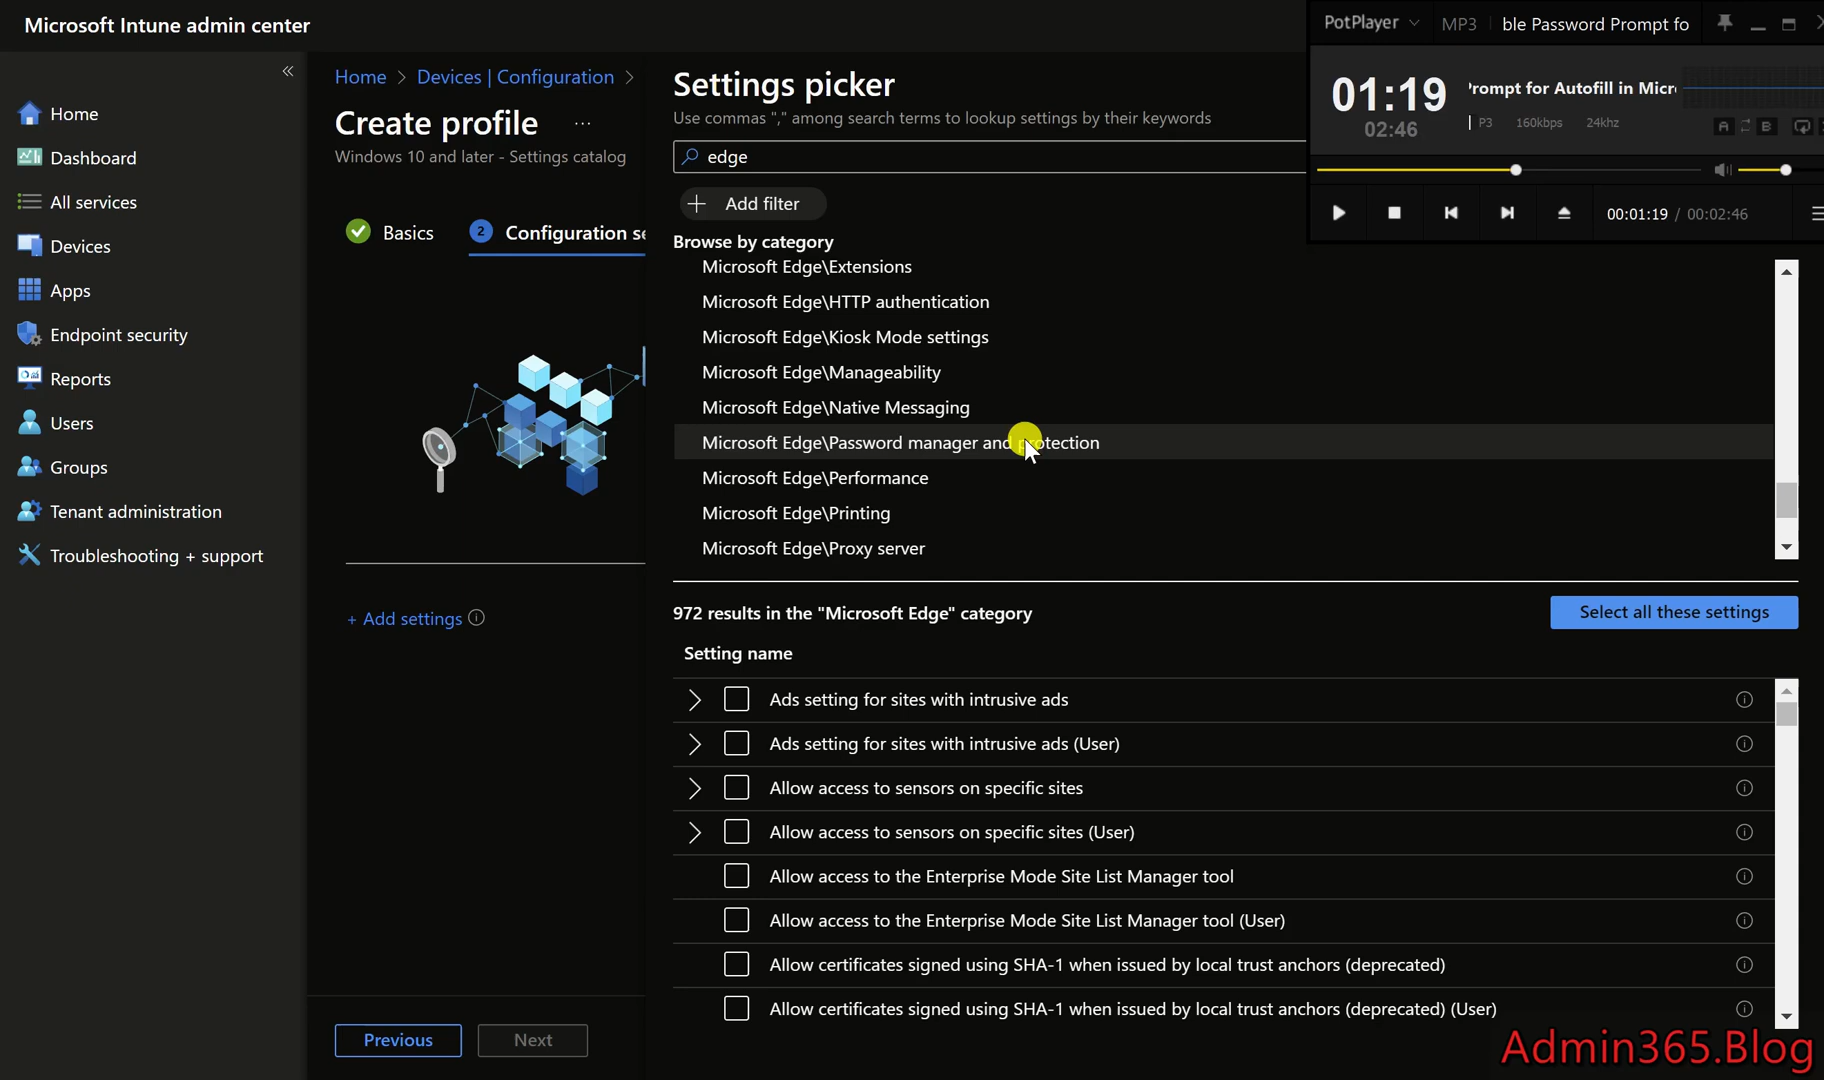 Microsoft Intune admin center
Home
Dashboard
All services
Devices
Apps
Endpoint security
Reports
Users
Groups
Tenant administration
Troubleshooting + support
Home > Devices | Configuration >
Create profile ...
Windows 10 and later - Settings catalog
Basics
2 Configuration se
+ Add settings
Previous
Next
Settings picker
Use commas "," among search terms to lookup settings by their keywords
edge
Add filter
Browse by category
Microsoft Edge\Extensions
Microsoft Edge\HTTP authentication
Microsoft Edge\Kiosk Mode settings
Microsoft Edge\Manageability
Microsoft Edge\Native Messaging
Microsoft Edge\Password manager and protection
Microsoft Edge\Performance
Microsoft Edge\Printing
Microsoft Edge\Proxy server
972 results in the "Microsoft Edge" category
Select all these settings
Setting name
Ads setting for sites with intrusive ads
Ads setting for sites with intrusive ads (User)
Allow access to sensors on specific sites
Allow access to sensors on specific sites (User)
Allow access to the Enterprise Mode Site List Manager tool
Allow access to the Enterprise Mode Site List Manager tool (User)
Allow certificates signed using SHA-1 when issued by local trust anchors (deprecated)
Allow certificates signed using SHA-1 when issued by local trust anchors (deprecated) (User)
PotPlayer MP3 ble Password Prompt fo
01:19
02:46
Prompt for Autofill in Micr
P3 160kbps 24khz
A B
00:01:19 / 00:02:46
Admin365.Blog